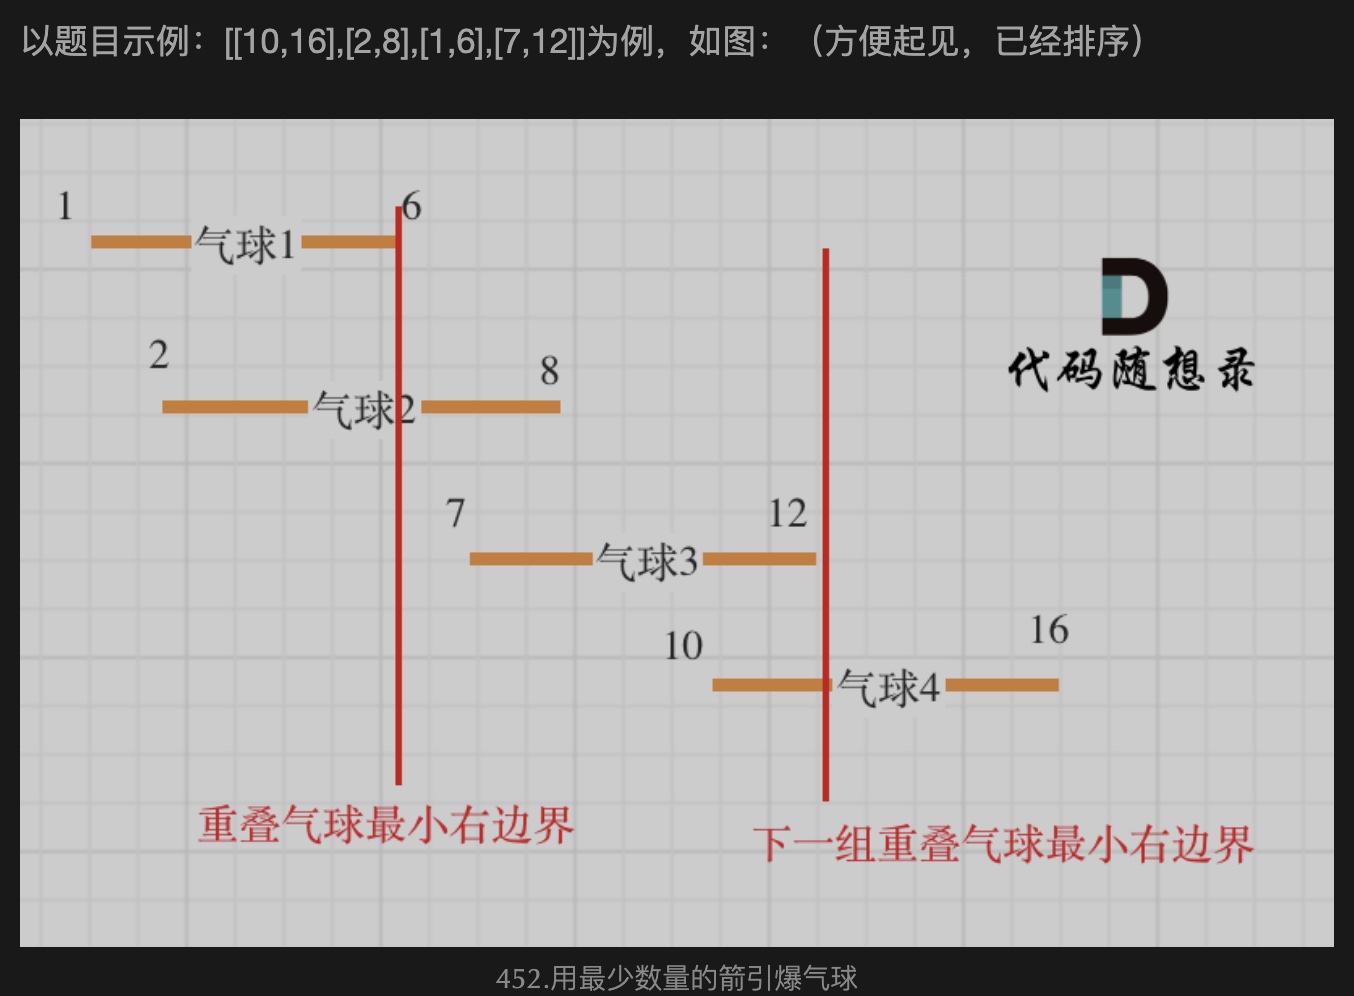 以题目示例：[[10,16],[2,8],[1,6],[7,12]]为例，如图：（方便起见，已经排序）
1
6
气球1
2
8
气球2
7
12
气球3
10
16
气球4
代码随想录
重叠气球最小右边界
下一组重叠气球最小右边界
452.用最少数量的箭引爆气球